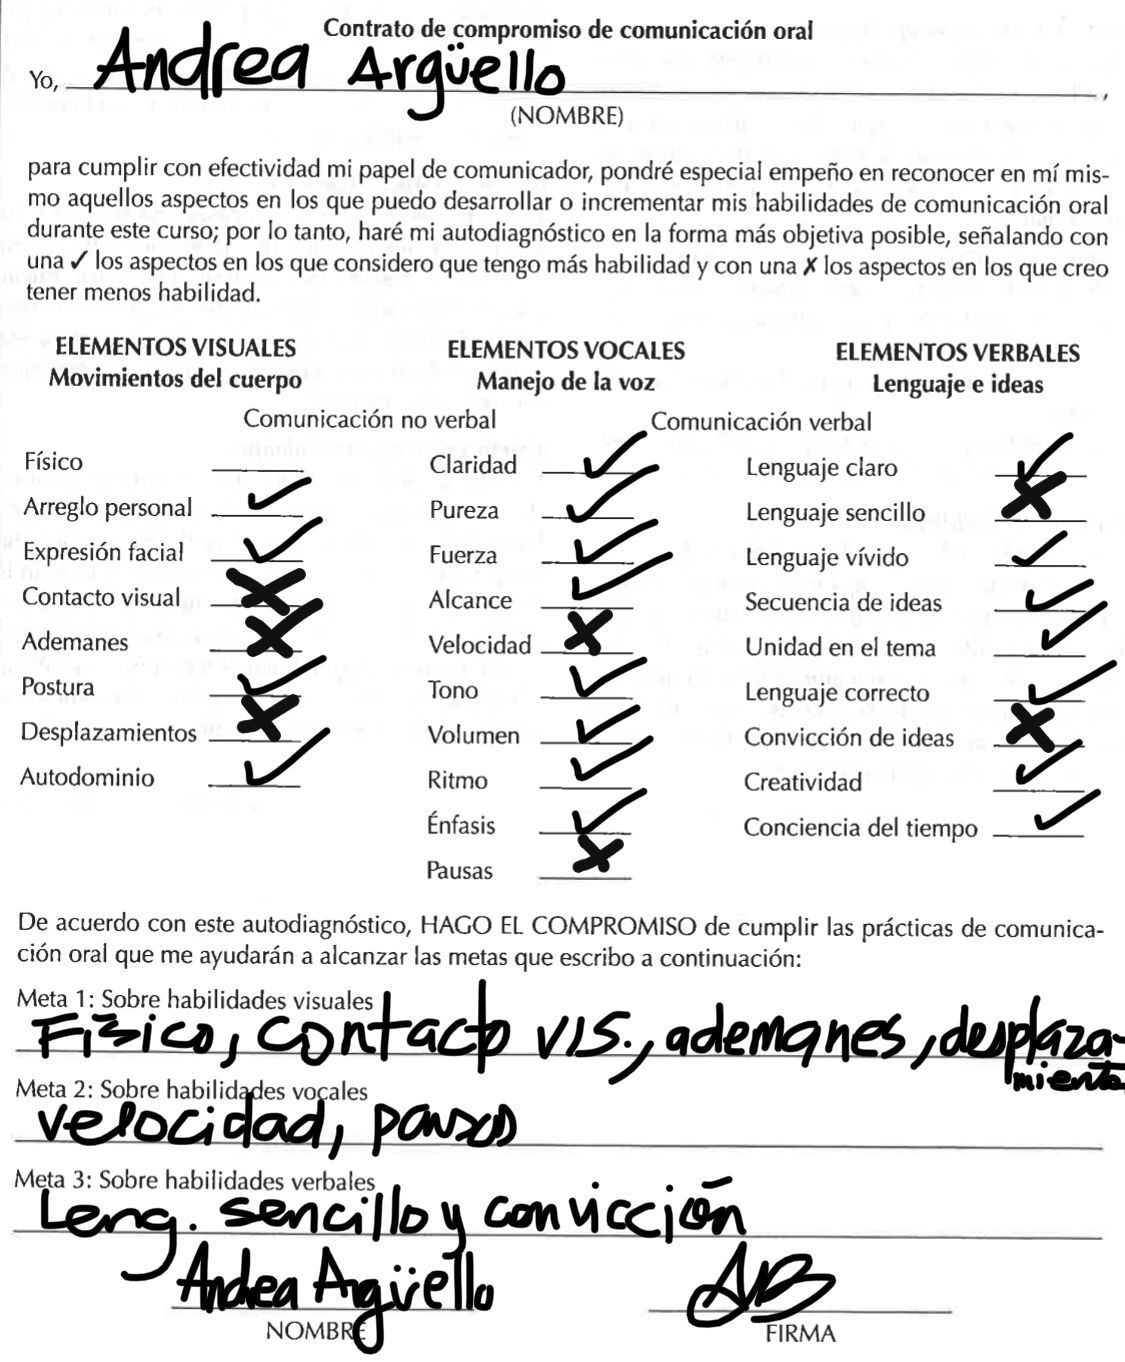 Contrato de compromiso de comunicación oral
Yo, Andrea Argüello,
(NOMBRE)
para cumplir con efectividad mi papel de comunicador, pondré especial empeño en reconocer en mí mis-
mo aquellos aspectos en los que puedo desarrollar o incrementar mis habilidades de comunicación oral
durante este curso; por lo tanto, haré mi autodiagnóstico en la forma más objetiva posible, señalando con
una ✓ los aspectos en los que considero que tengo más habilidad y con una ✗ los aspectos en los que creo
tener menos habilidad.
ELEMENTOS VISUALES ELEMENTOS VOCALES ELEMENTOS VERBALES
Movimientos del cuerpo Manejo de la voz Lenguaje e ideas
Comunicación no verbal Comunicación verbal
Físico ____ Claridad ✓ Lenguaje claro ✓
Arreglo personal ✓ Pureza ✓ Lenguaje sencillo ✗
Expresión facial ✓ Fuerza ✓ Lenguaje vívido ✓
Contacto visual ✗ Alcance ✓ Secuencia de ideas ✓
Ademanes ✗ Velocidad ✗ Unidad en el tema ✓
Postura ✓ Tono ✓ Lenguaje correcto ✓
Desplazamientos ✗ Volumen ✓ Convicción de ideas ✗
Autodominio ✓ Ritmo ✓ Creatividad ✓
Énfasis ✓ Conciencia del tiempo ✓
Pausas ✗
De acuerdo con este autodiagnóstico, HAGO EL COMPROMISO de cumplir las prácticas de comunica-
ción oral que me ayudarán a alcanzar las metas que escribo a continuación:
Meta 1: Sobre habilidades visuales
Físico, contacto vis., ademanes, desplaza-
miento
Meta 2: Sobre habilidades vocales
velocidad, pausas
Meta 3: Sobre habilidades verbales
Leng. sencillo y convicción
Andrea Argüello
NOMBRE FIRMA